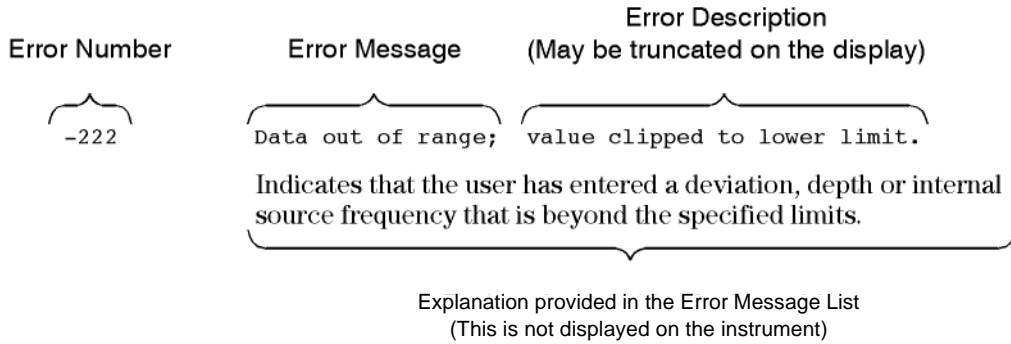 Error Description
Error Number Error Message (May be truncated on the display)
-222 Data out of range; value clipped to lower limit.
Indicates that the user has entered a deviation, depth or internal
source frequency that is beyond the specified limits.
Explanation provided in the Error Message List
(This is not displayed on the instrument)